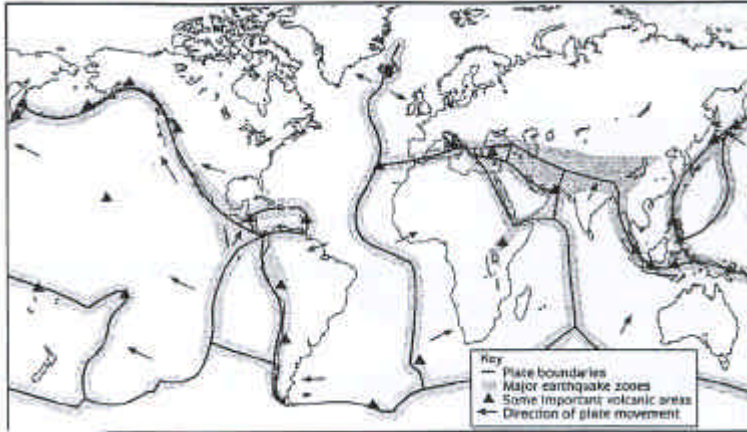 Key
Plate boundaries
Major earthquake zones
Some important volcanic areas
Direction of plate movement